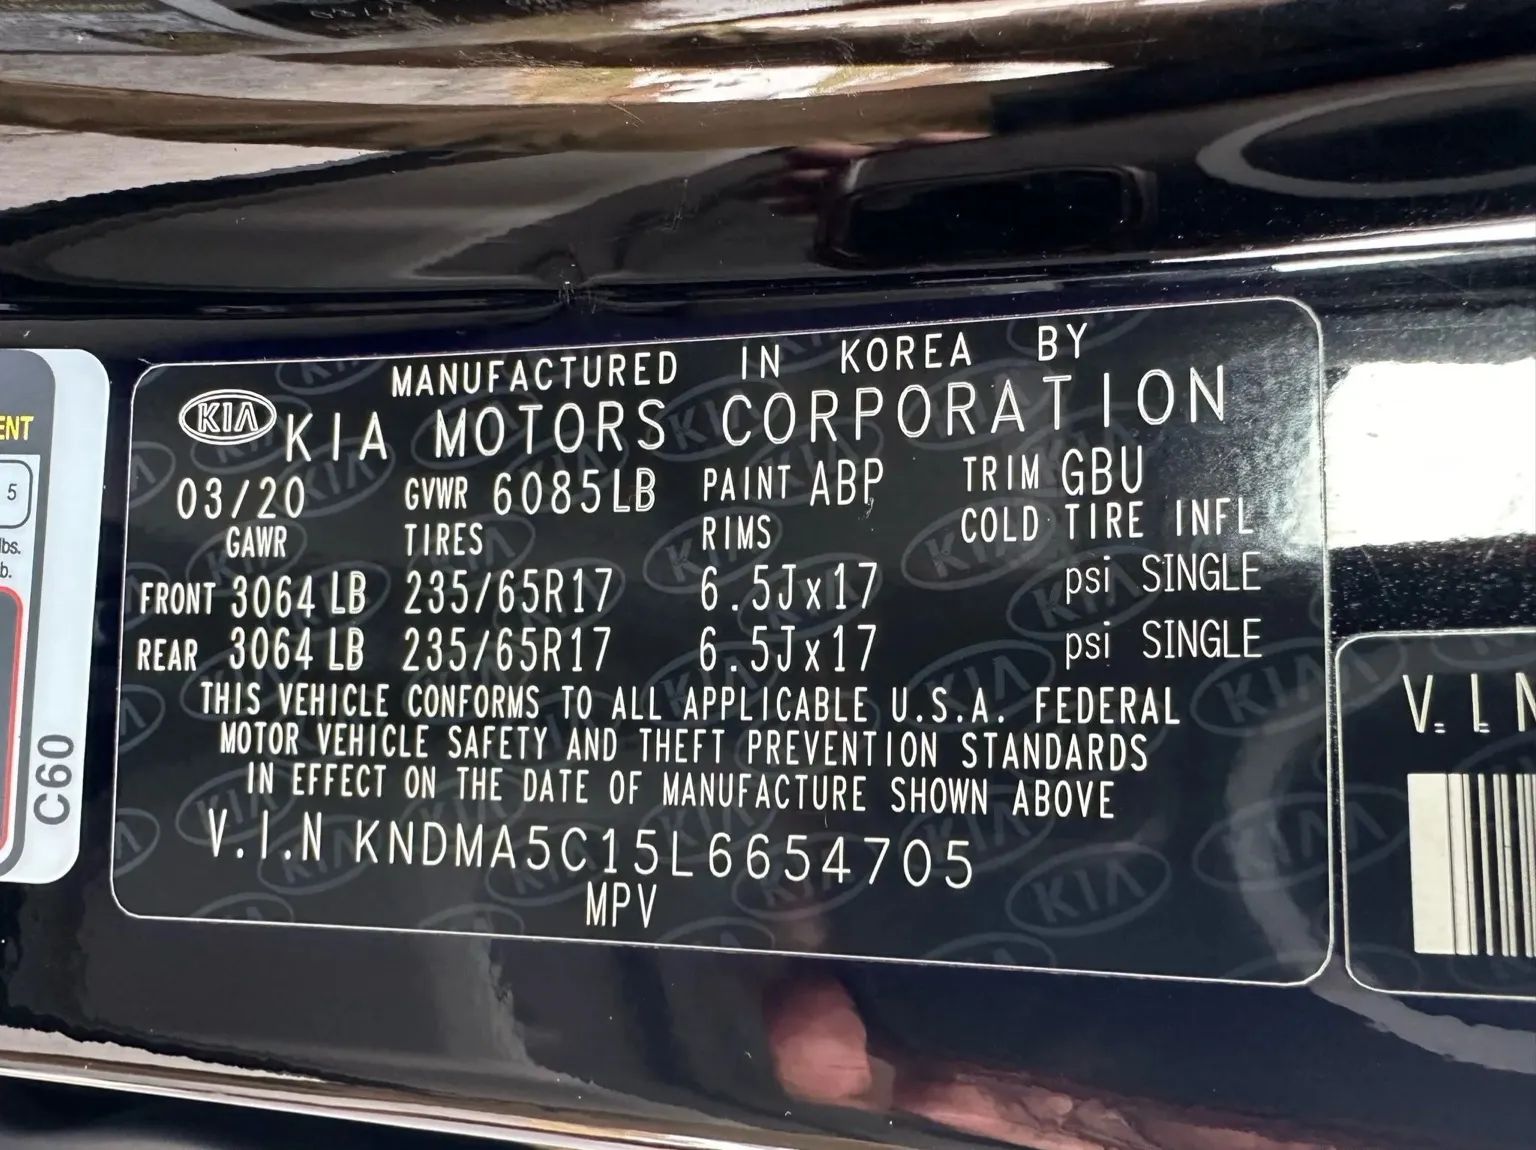 MANUFACTURED IN KOREA BY
KIA KIA MOTORS CORPORATION
03/20 GVWR 6085LB PAINT ABP TRIM GBU
GAWR TIRES RIMS COLD TIRE INFL
FRONT 3064 LB 235/65R17 6.5Jx17 psi SINGLE
REAR 3064 LB 235/65R17 6.5Jx17 psi SINGLE
THIS VEHICLE CONFORMS TO ALL APPLICABLE U.S.A. FEDERAL
MOTOR VEHICLE SAFETY AND THEFT PREVENTION STANDARDS
IN EFFECT ON THE DATE OF MANUFACTURE SHOWN ABOVE
V.I.N KNDMA5C15L6654705
MPV
ENT
5
lbs.
b.
C60
V.I.N